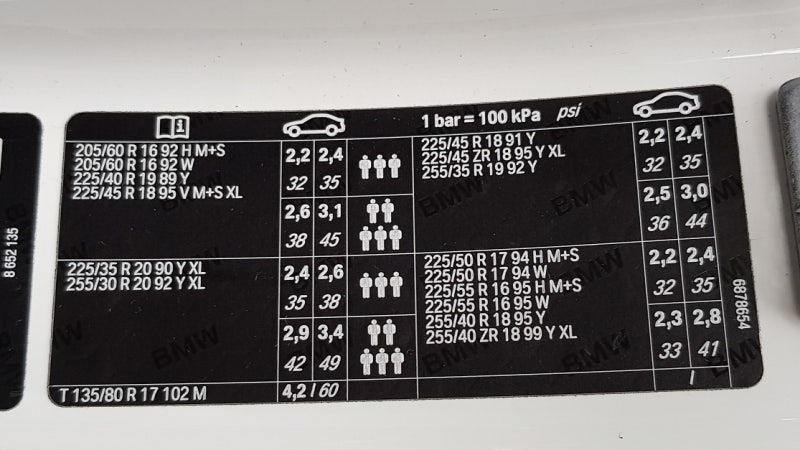 1 bar = 100 kPa psi
205/60 R 16 92 H M+S
205/60 R 16 92 W
225/40 R 19 89 Y
225/45 R 18 95 V M+S XL
2,2 2,4
32 35
2,6 3,1
38 45
225/35 R 20 90 Y XL
255/30 R 20 92 Y XL
2,4 2,6
35 38
2,9 3,4
42 49
T 135/80 R 17 102 M
4,2 / 60
225/45 R 18 91 Y
225/45 ZR 18 95 Y XL
255/35 R 19 92 Y
2,2 2,4
32 35
2,5 3,0
36 44
225/50 R 17 94 H M+S
225/50 R 17 94 W
225/55 R 16 95 H M+S
225/55 R 16 95 W
255/40 R 18 95 Y
255/40 ZR 18 99 Y XL
2,2 2,4
32 35
2,3 2,8
33 41
/
6878654
8 652 135
BMW
BMW
BMW
BMW
BMW
BMW